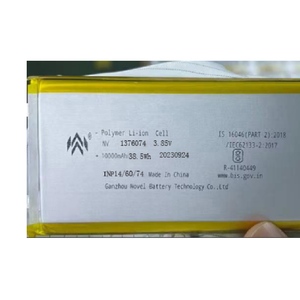 Polymer Li-ion Cell
NV 1376074 3.85V
10000mAh 38.5Wh 20230924
1INP14/60/74 Made In China
Ganzhou Novel Battery Technology Co., Ltd
IS 16046(PART 2):2018
/IEC62133-2:2017
R-41140449
www.bis.gov.in